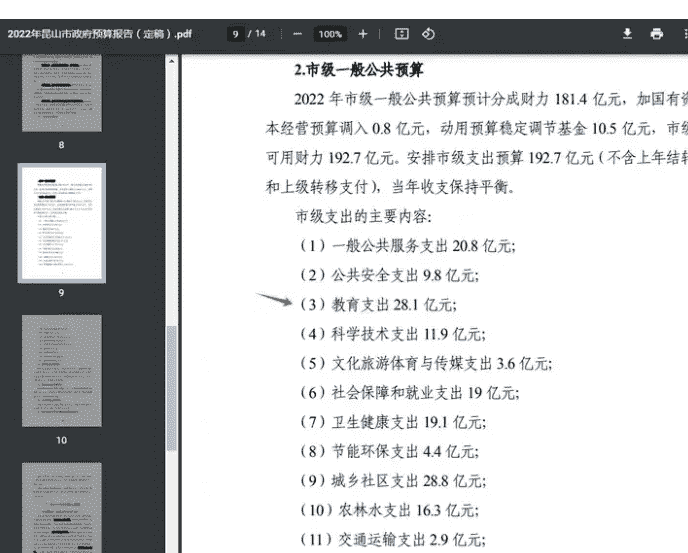 2022年昆山市政府预算报告（定稿）.pdf
9 / 14
100%
8
9
10
2.市级一般公共预算
2022 年市级一般公共预算预计分成财力 181.4 亿元，加国有资
本经营预算调入 0.8 亿元，动用预算稳定调节基金 10.5 亿元，市级
可用财力 192.7 亿元。安排市级支出预算 192.7 亿元（不含上年结转
和上级转移支付），当年收支保持平衡。
市级支出的主要内容：
（1）一般公共服务支出 20.8 亿元;
（2）公共安全支出 9.8 亿元;
（3）教育支出 28.1 亿元;
（4）科学技术支出 11.9 亿元;
（5）文化旅游体育与传媒支出 3.6 亿元;
（6）社会保障和就业支出 19 亿元;
（7）卫生健康支出 19.1 亿元;
（8）节能环保支出 4.4 亿元;
（9）城乡社区支出 28.8 亿元;
（10）农林水支出 16.3 亿元;
（11）交通运输支出 2.9 亿元;